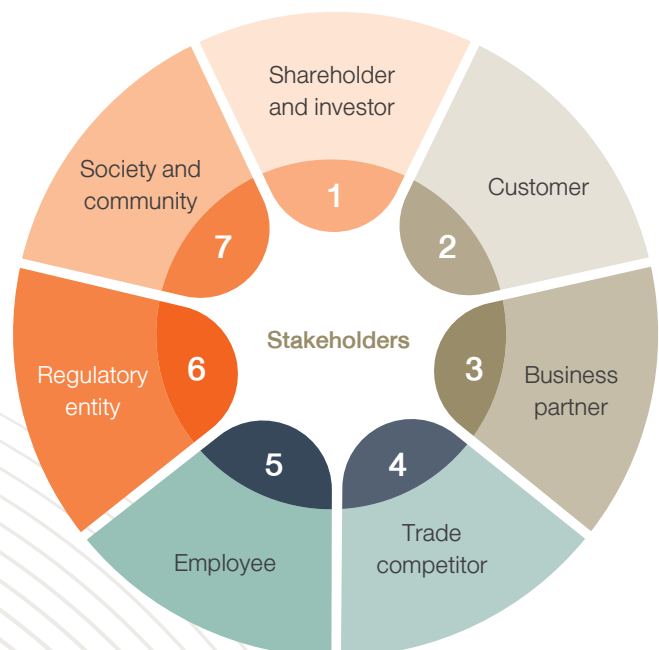 Stakeholders
1
Shareholder
and investor
2
Customer
3
Business
partner
4
Trade
competitor
5
Employee
6
Regulatory
entity
7
Society and
community